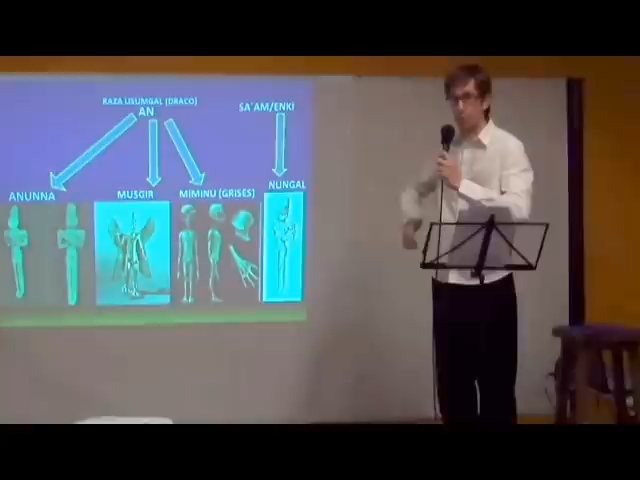 RAZA USUMGAL (DRACO)
AN
SA'AM/ENKI
ANUNNA
MUSGIR
MIMINU (GRISES)
NUNGAL